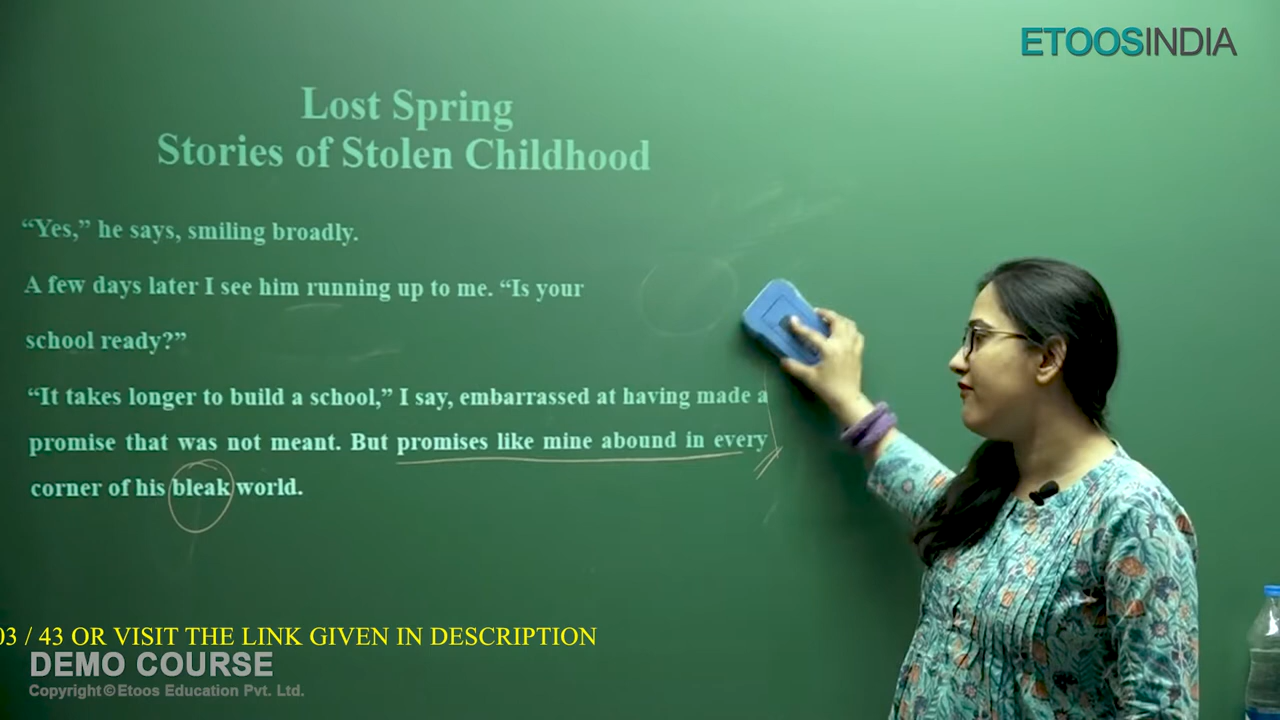 ETOOSINDIA
Lost Spring
Stories of Stolen Childhood
“Yes,” he says, smiling broadly.
A few days later I see him running up to me. “Is your
school ready?”
“It takes longer to build a school,” I say, embarrassed at having made a
promise that was not meant. But promises like mine abound in every
corner of his bleak world.
03 / 43 OR VISIT THE LINK GIVEN IN DESCRIPTION
DEMO COURSE
Copyright © Etoos Education Pvt. Ltd.